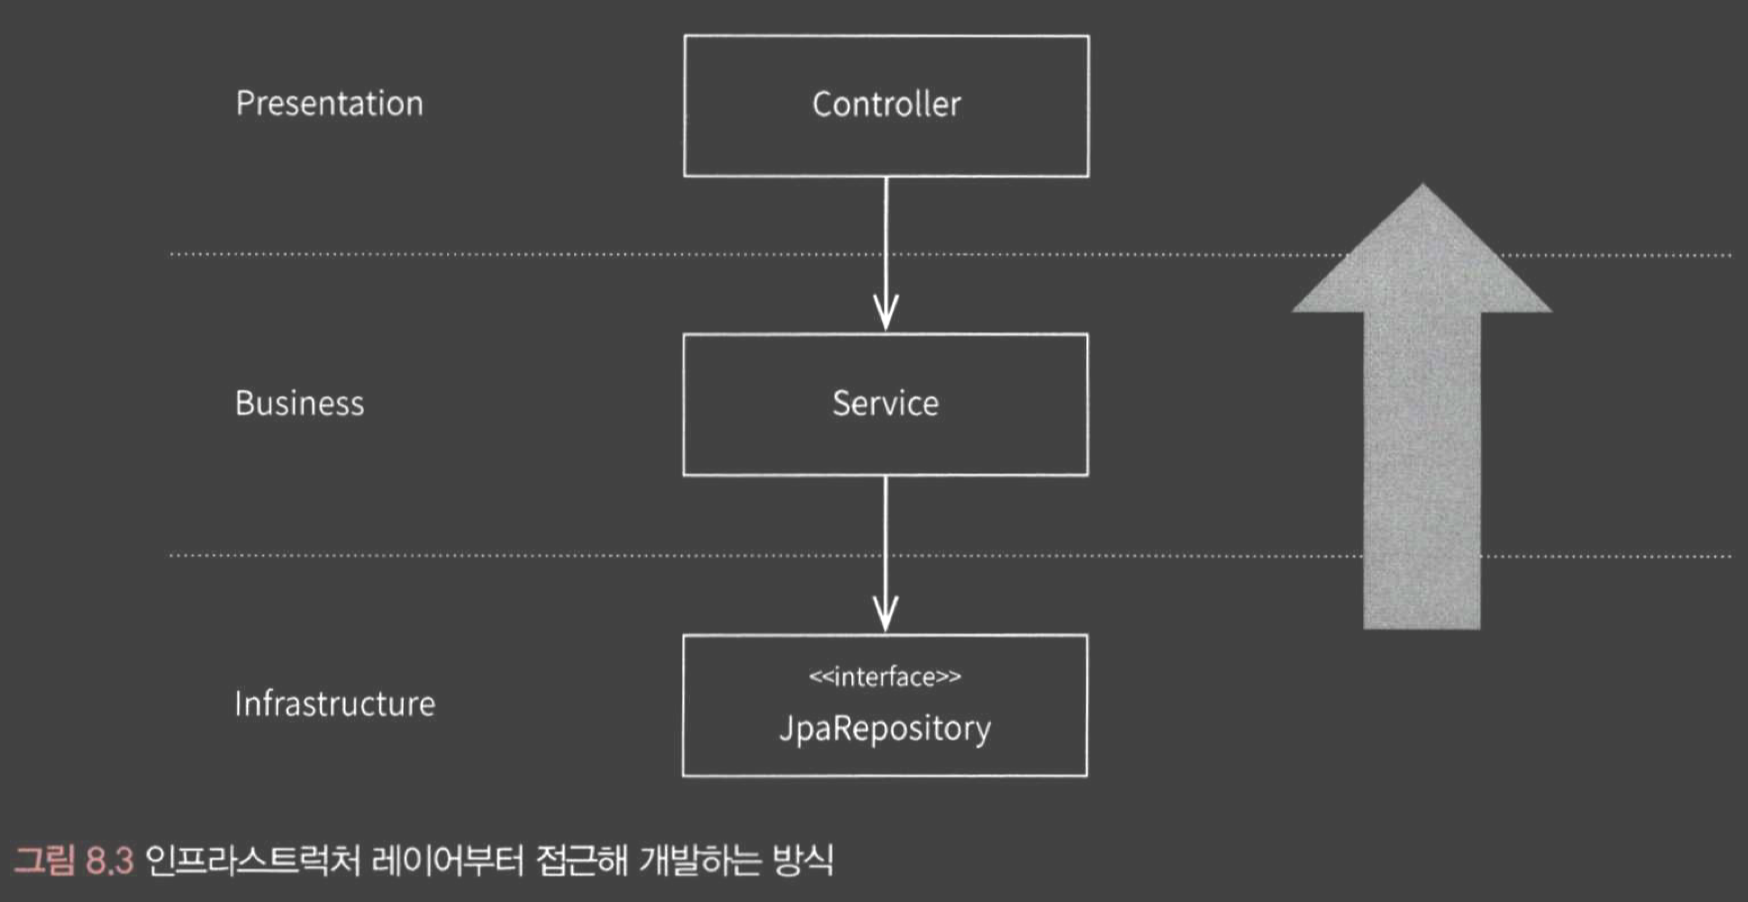 Presentation
Controller
Business
Service
Infrastructure
<<interface>>
JpaRepository
그림 8.3 인프라스트럭처 레이어부터 접근해 개발하는 방식